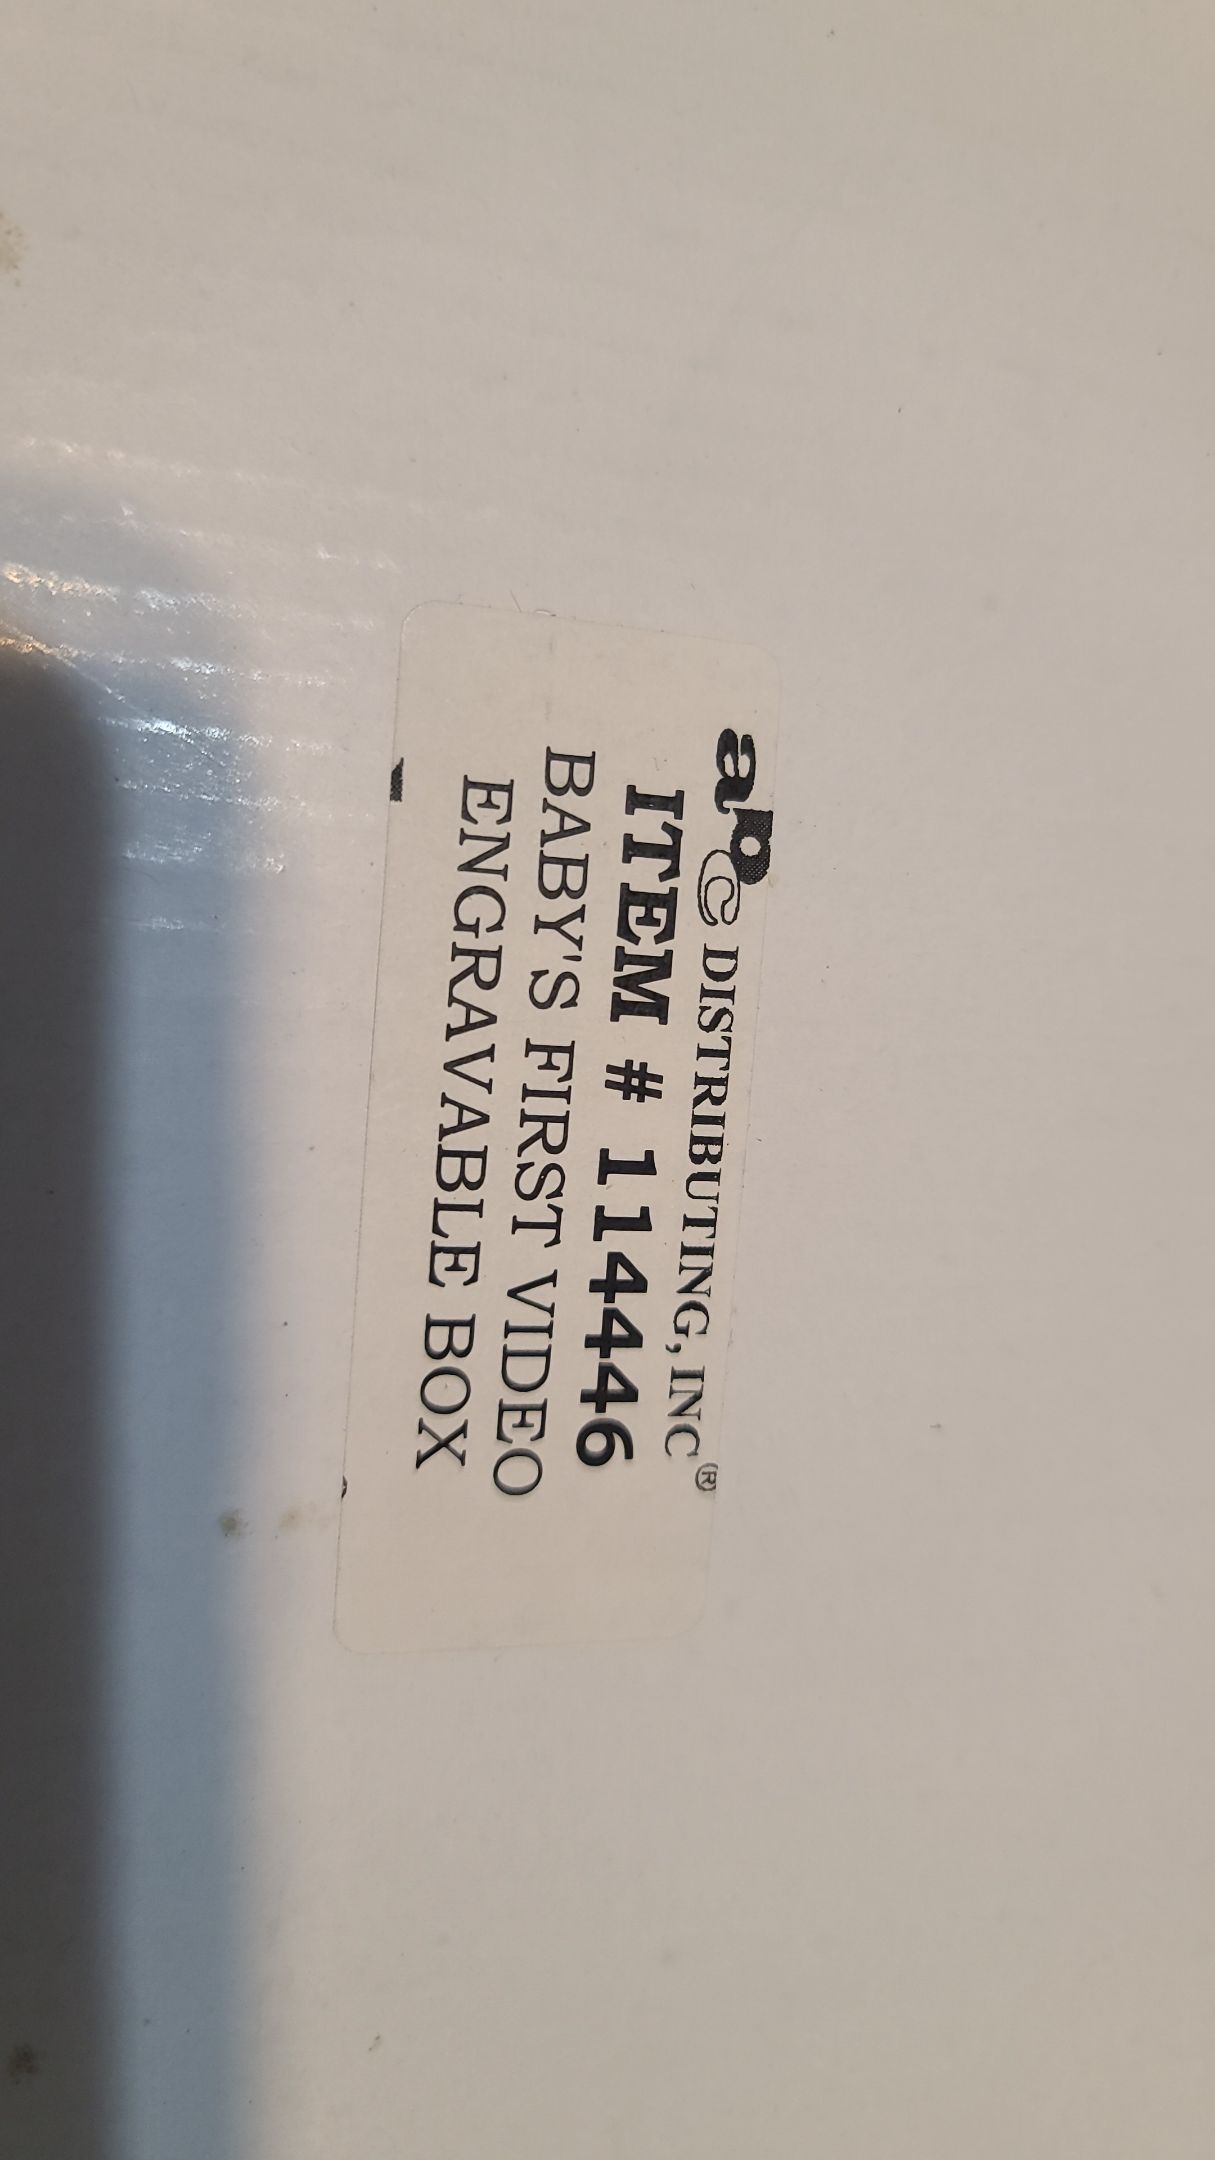 abc DISTRIBUTING, INC®
ITEM # 114446
BABY'S FIRST VIDEO
ENGRAVABLE BOX